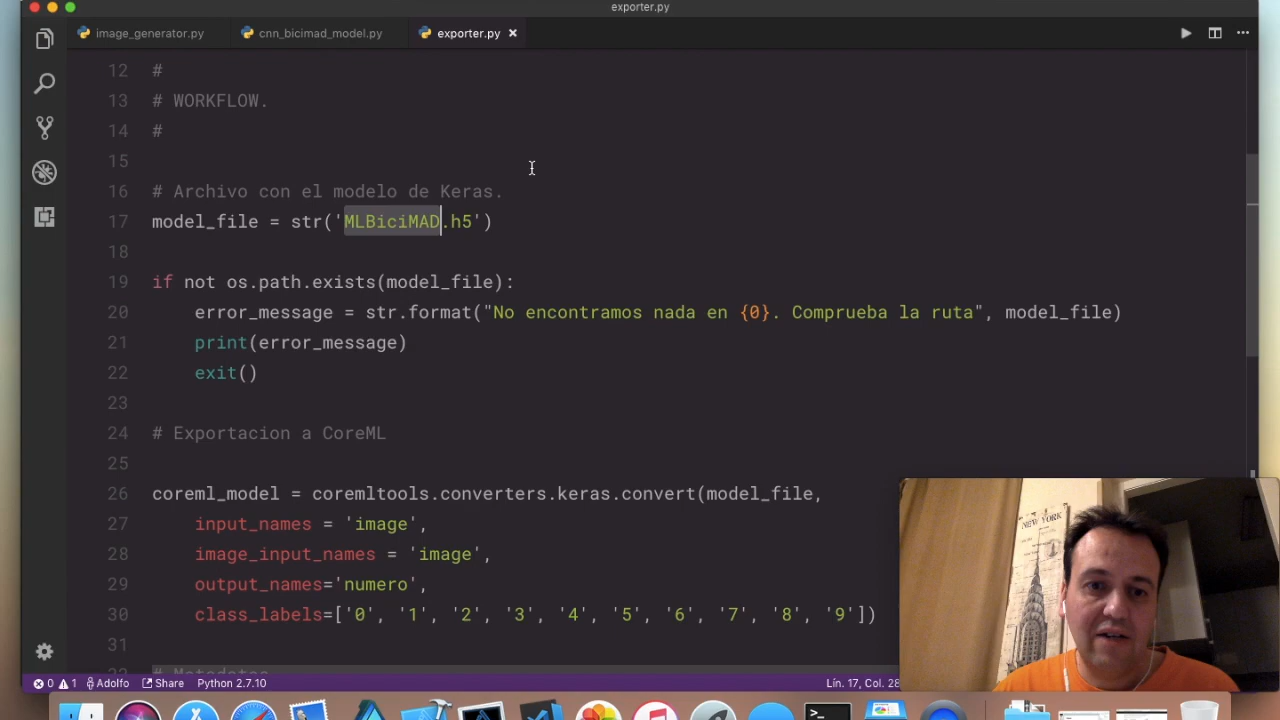 exporter.py
image_generator.py cnn_bicimad_model.py exporter.py
12 #
13 # WORKFLOW.
14 #
15
16 # Archivo con el modelo de Keras.
17 model_file = str('MLBiciMAD.h5')
18
19 if not os.path.exists(model_file):
20 error_message = str.format("No encontramos nada en {0}. Comprueba la ruta", model_file)
21 print(error_message)
22 exit()
23
24 # Exportacion a CoreML
25
26 coreml_model = coremltools.converters.keras.convert(model_file,
27 input_names = 'image',
28 image_input_names = 'image',
29 output_names='numero',
30 class_labels=['0', '1', '2', '3', '4', '5', '6', '7', '8', '9'])
31
# Metodatos
NEW YORK
0 1 Adolfo Share Python 2.7.10 Lín. 17, Col. 28